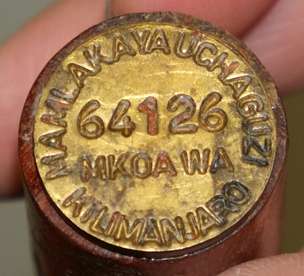 MAMLAKA YA UCHAGUZI
64126
MKOA WA
KILIMANJARO